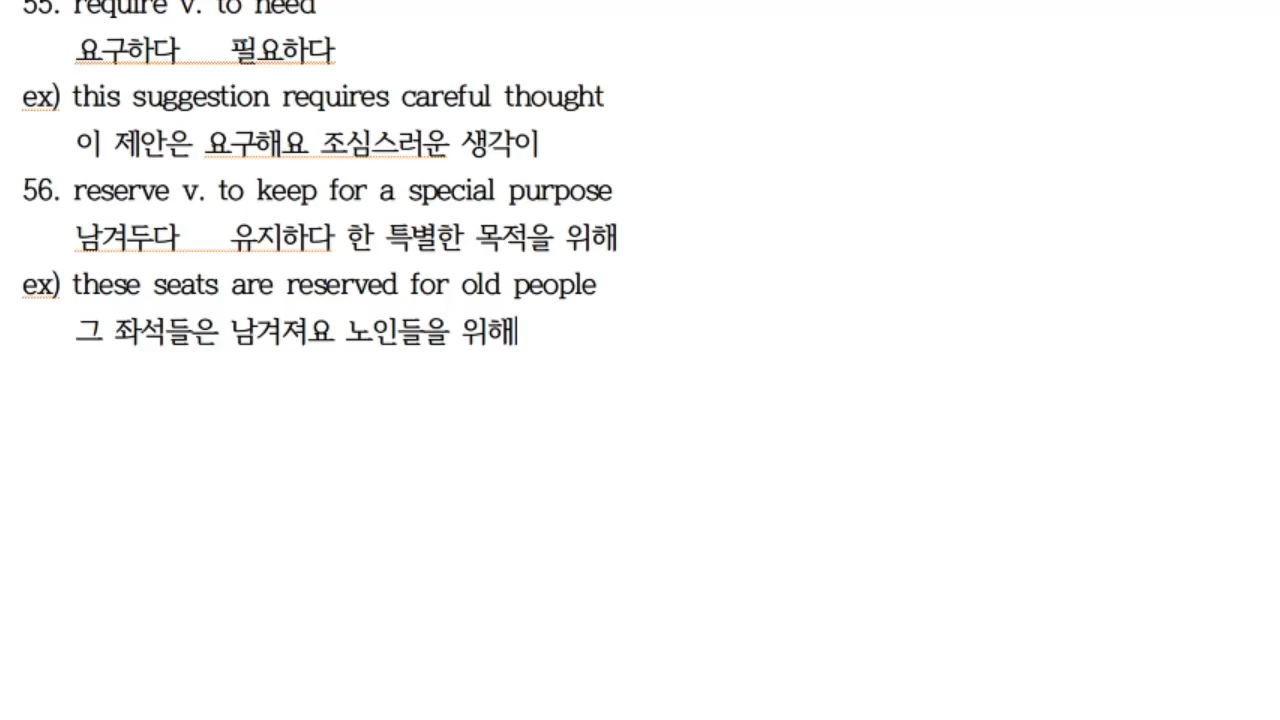 55. require v. to need
요구하다 필요하다
ex) this suggestion requires careful thought
이 제안은 요구해요 조심스러운 생각이
56. reserve v. to keep for a special purpose
남겨두다 유지하다 한 특별한 목적을 위해
ex) these seats are reserved for old people
그 좌석들은 남겨져요 노인들을 위해